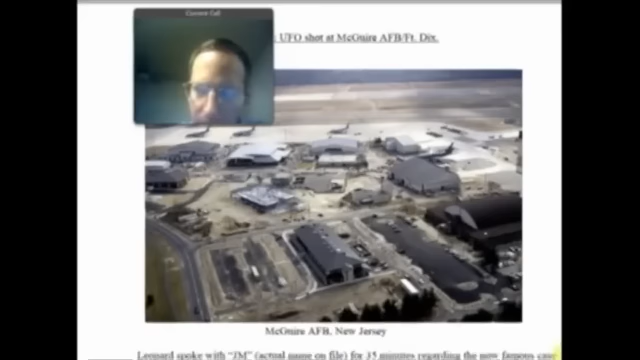 Current Call
: UFO shot at McGuire AFB/Ft. Dix.
McGuire AFB, New Jersey
Leonard spoke with "JM" (actual name on file) for 35 minutes regarding the now famous case